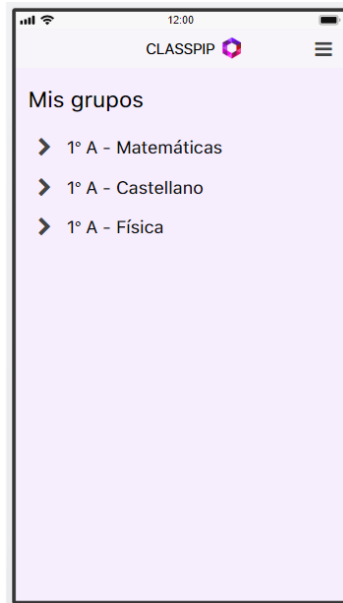 12:00
CLASSPIP
Mis grupos
1° A - Matemáticas
1° A - Castellano
1° A - Física